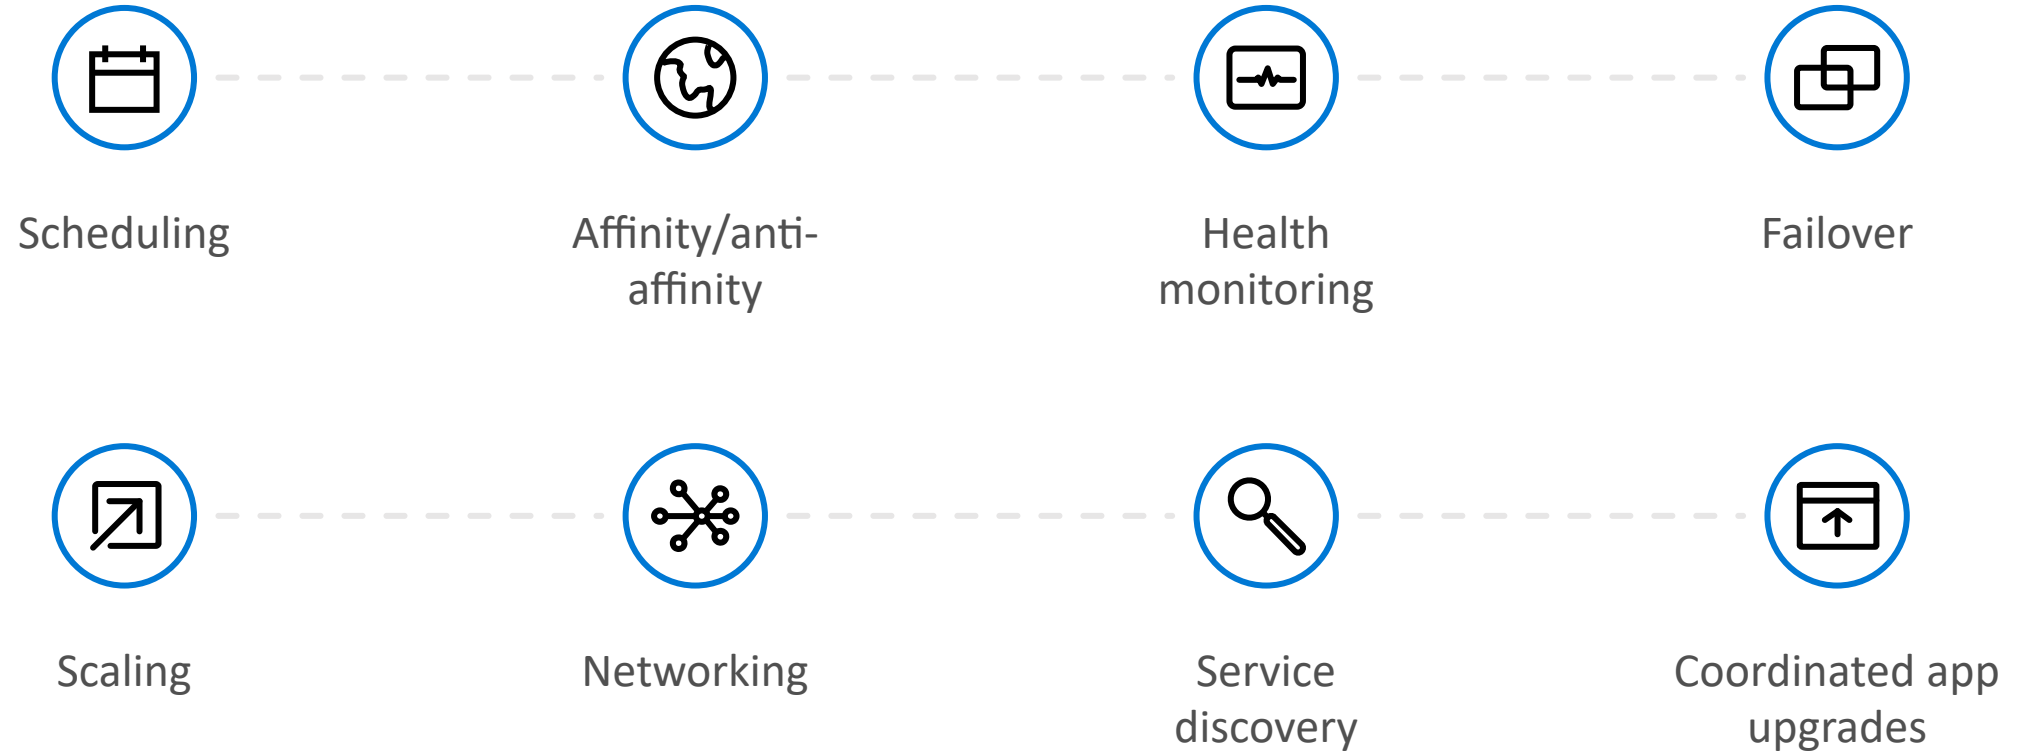 Scheduling
Affinity/anti-
affinity
Health
monitoring
Failover
Scaling
Networking
Service
discovery
Coordinated app
upgrades